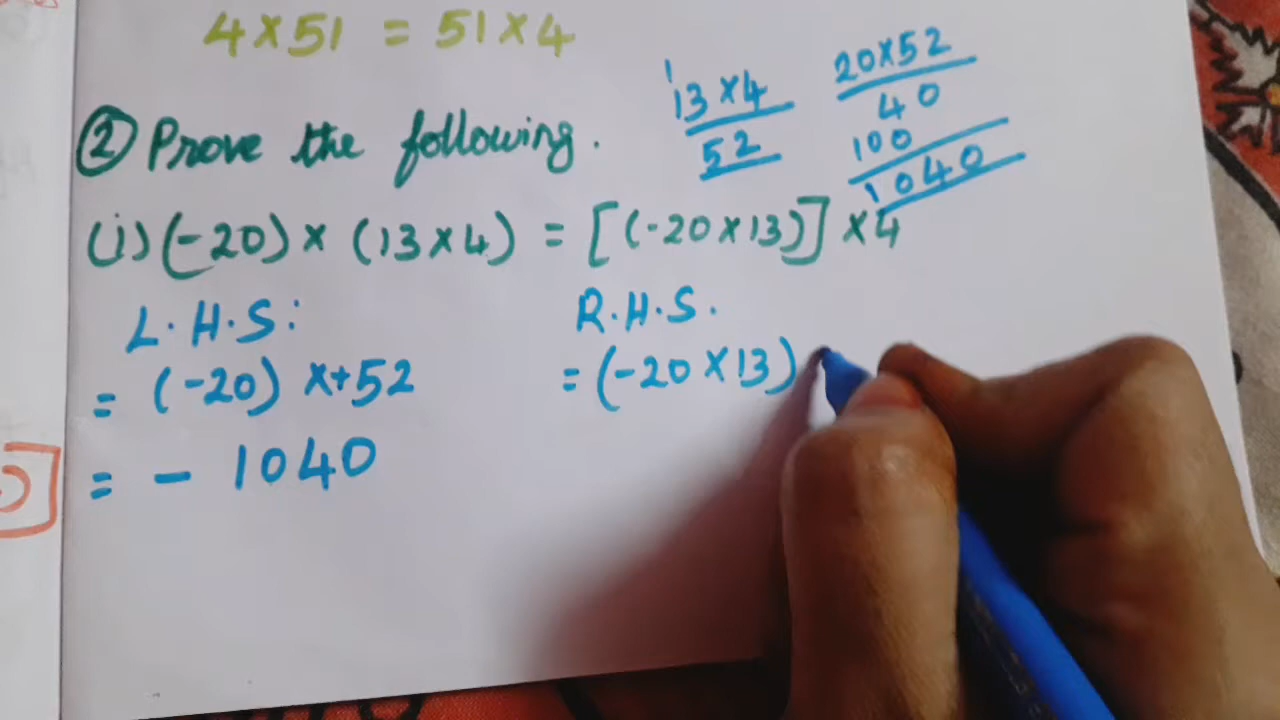 4×51 = 51×4
② Prove the following.
1
13×4
52
20×52
40
100
1040
(i) (-20) × (13×4) = [(-20×13)] ×4
L.H.S:
= (-20) ×+52
= - 1040
R.H.S.
= (-20×13)